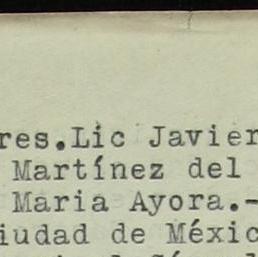 res.Lic Javier
Martínez del
Maria Ayora.-
iudad de Méxic